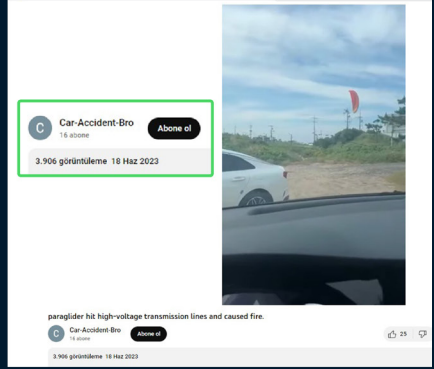 C
Car-Accident-Bro
16 abone
Abone ol
3.906 görüntüleme 18 Haz 2023
paraglider hit high-voltage transmission lines and caused fire.
C
Car-Accident-Bro
16 abone
Abone ol
25
3.906 görüntüleme 18 Haz 2023